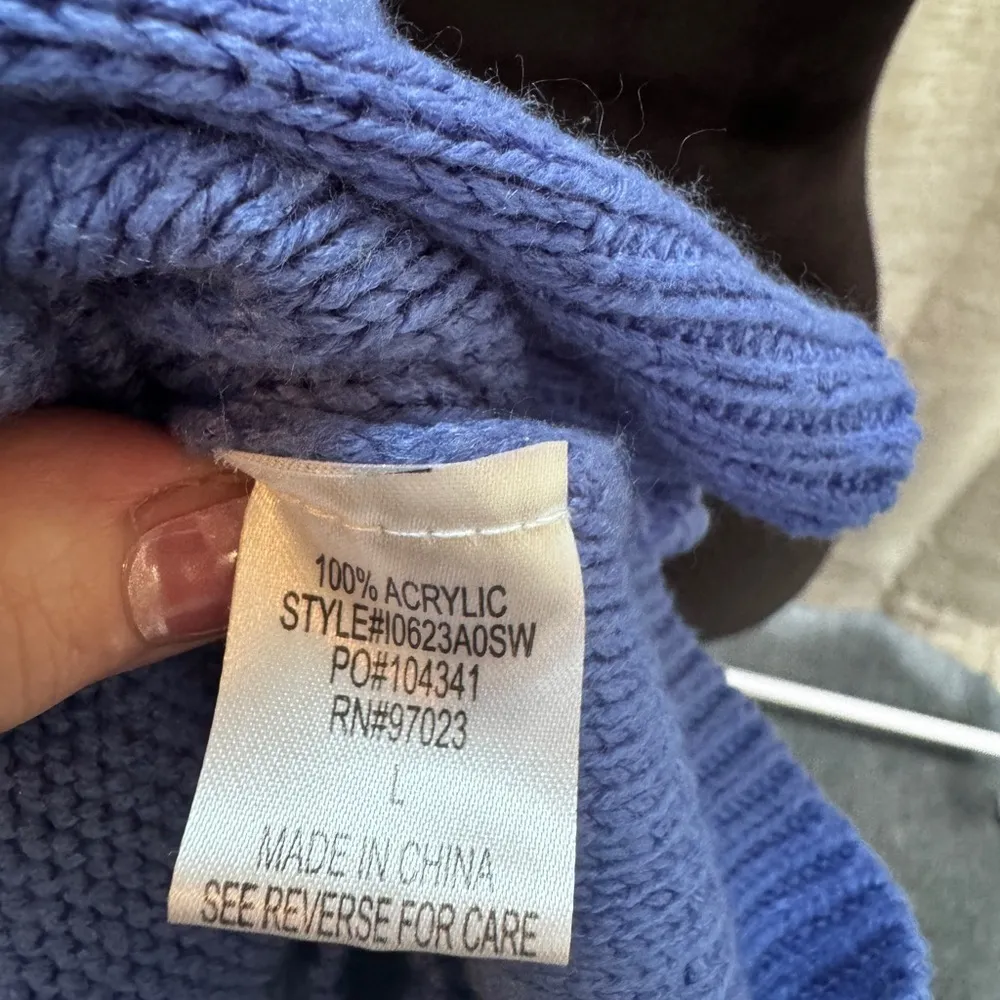 100% ACRYLIC
STYLE#I0623A0SW
PO#104341
RN#97023
L
MADE IN CHINA
SEE REVERSE FOR CARE